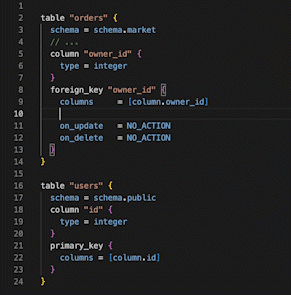 1
2 table "orders" {
3 schema = schema.market
4 // ...
5 column "owner_id" {
6 type = integer
7 }
8 foreign_key "owner_id" {
9 columns     = [column.owner_id]
10
11 on_update   = NO_ACTION
12 on_delete   = NO_ACTION
13 }
14 }
15
16 table "users" {
17 schema = schema.public
18 column "id" {
19 type = integer
20 }
21 primary_key {
22 columns = [column.id]
23 }
24 }